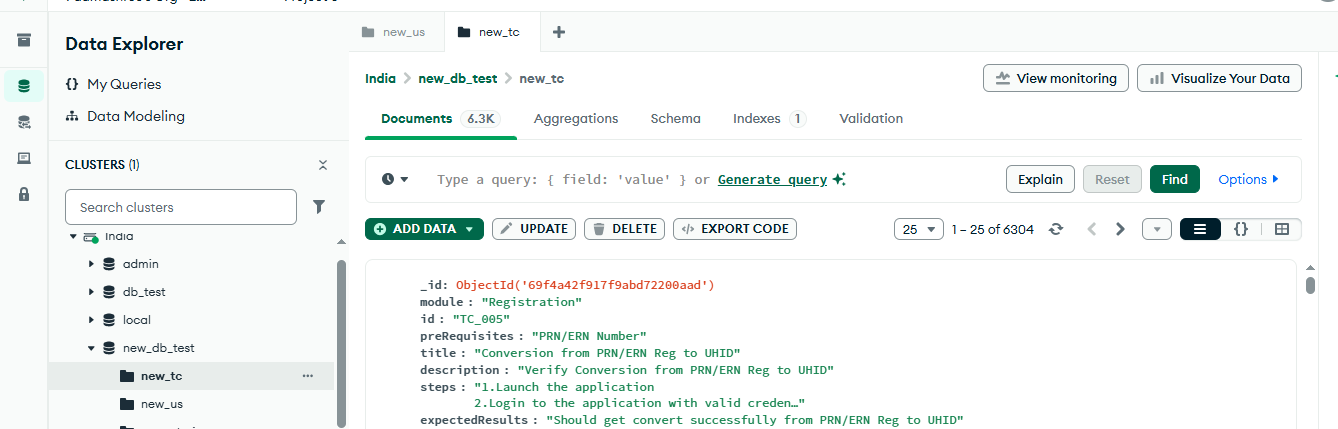 Data Explorer
{} My Queries
Data Modeling
CLUSTERS (1)
Search clusters
India
admin
db_test
local
new_db_test
new_tc ...
new_us
new_us
new_tc
+
India > new_db_test > new_tc
View monitoring
Visualize Your Data
Documents 6.3K
Aggregations
Schema
Indexes 1
Validation
Type a query: { field: 'value' } or Generate query
Explain
Reset
Find
Options
ADD DATA
UPDATE
DELETE
</> EXPORT CODE
25
1 – 25 of 6304
{}
_id: ObjectId('69f4a42f917f9abd72200aad')
module : "Registration"
id : "TC_005"
preRequisites : "PRN/ERN Number"
title : "Conversion from PRN/ERN Reg to UHID"
description : "Verify Conversion from PRN/ERN Reg to UHID"
steps : "1.Launch the application
2.Login to the application with valid creden…"
expectedResults : "Should get convert successfully from PRN/ERN Reg to UHID"